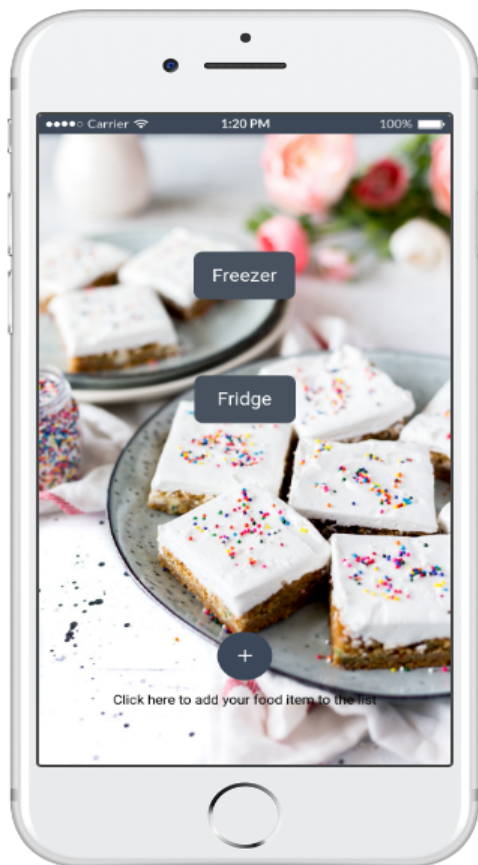 Carrier 1:20 PM 100%
Freezer
Fridge
+
Click here to add your food item to the list